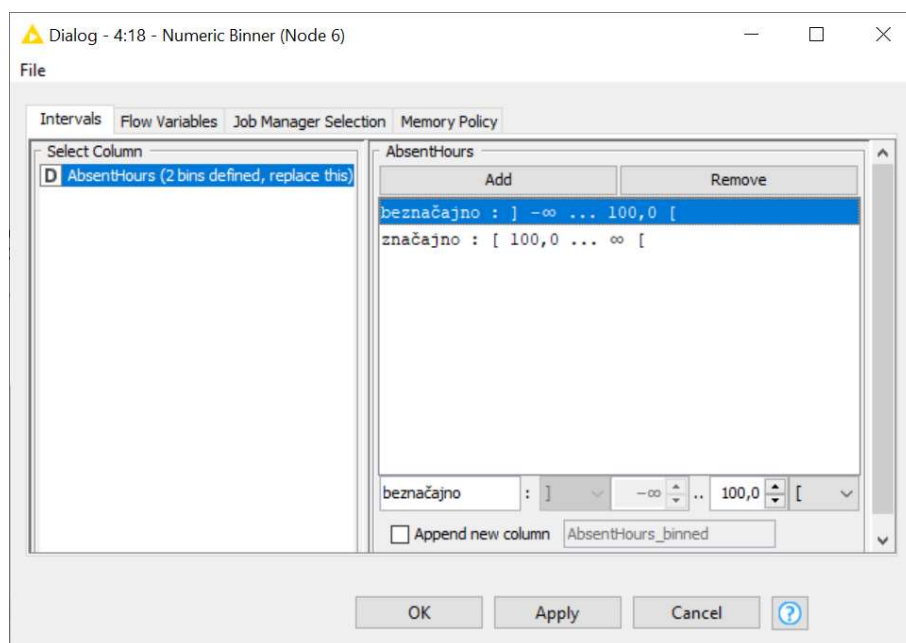 Dialog - 4:18 - Numeric Binner (Node 6)
File
Intervals Flow Variables Job Manager Selection Memory Policy
Select Column
D AbsentHours (2 bins defined, replace this)
AbsentHours
Add Remove
beznačajno : ] -∞ ... 100,0 [
značajno : [ 100,0 ... ∞ [
beznačajno : ] -∞ .. 100,0 [
Append new column AbsentHours_binned
OK Apply Cancel ?